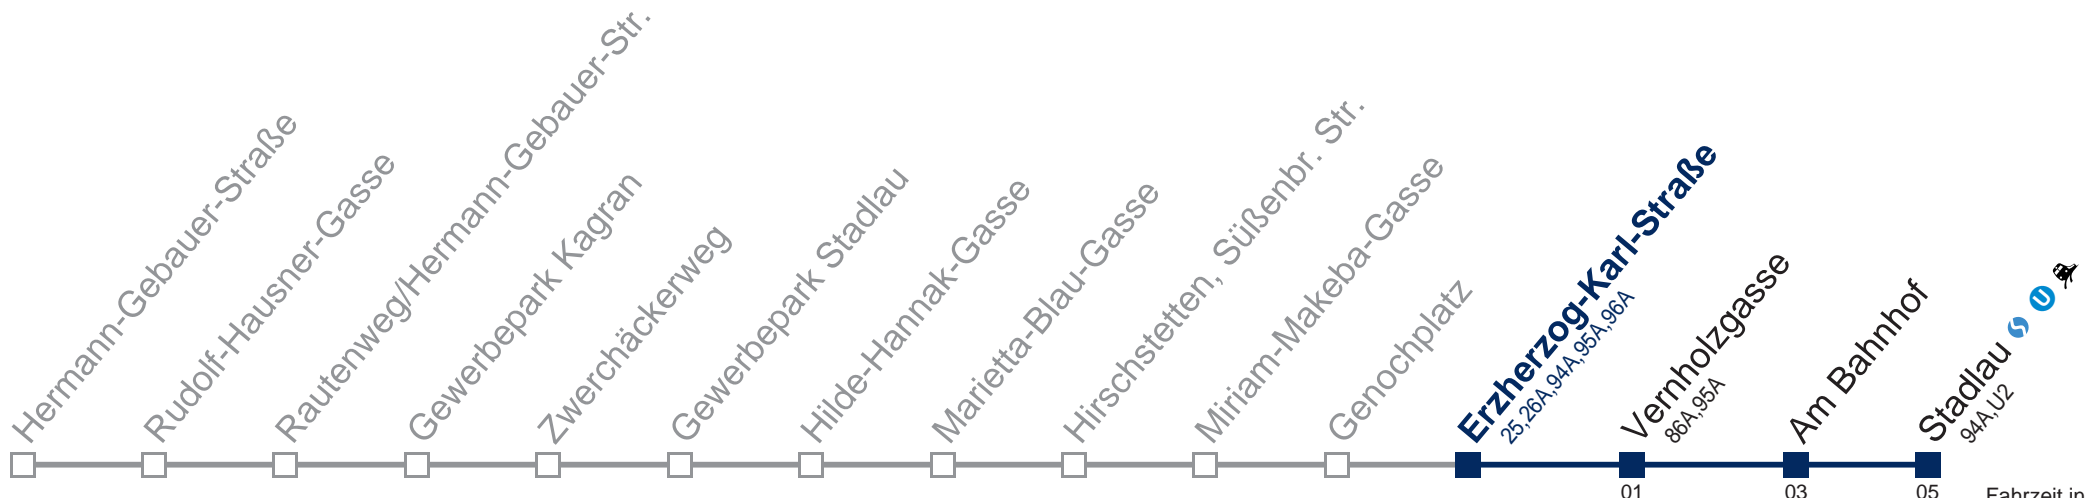 Hermann-Gebauer-Straße
Rudolf-Hausner-Gasse
Rautenweg/Hermann-Gebauer-Str.
Gewerbepark Kagran
Zwerchäckerweg
Gewerbepark Stadlau
Hilde-Hannak-Gasse
Marietta-Blau-Gasse
Hirschstetten, Süßenbr. Str.
Miriam-Makeba-Gasse
Genochplatz
Erzherzog-Karl-Straße
25,26A,94A,95A,96A
Vernholzgasse
86A,95A
Am Bahnhof
Stadlau S U
94A,U2
01
03
05
Fahrzeit in